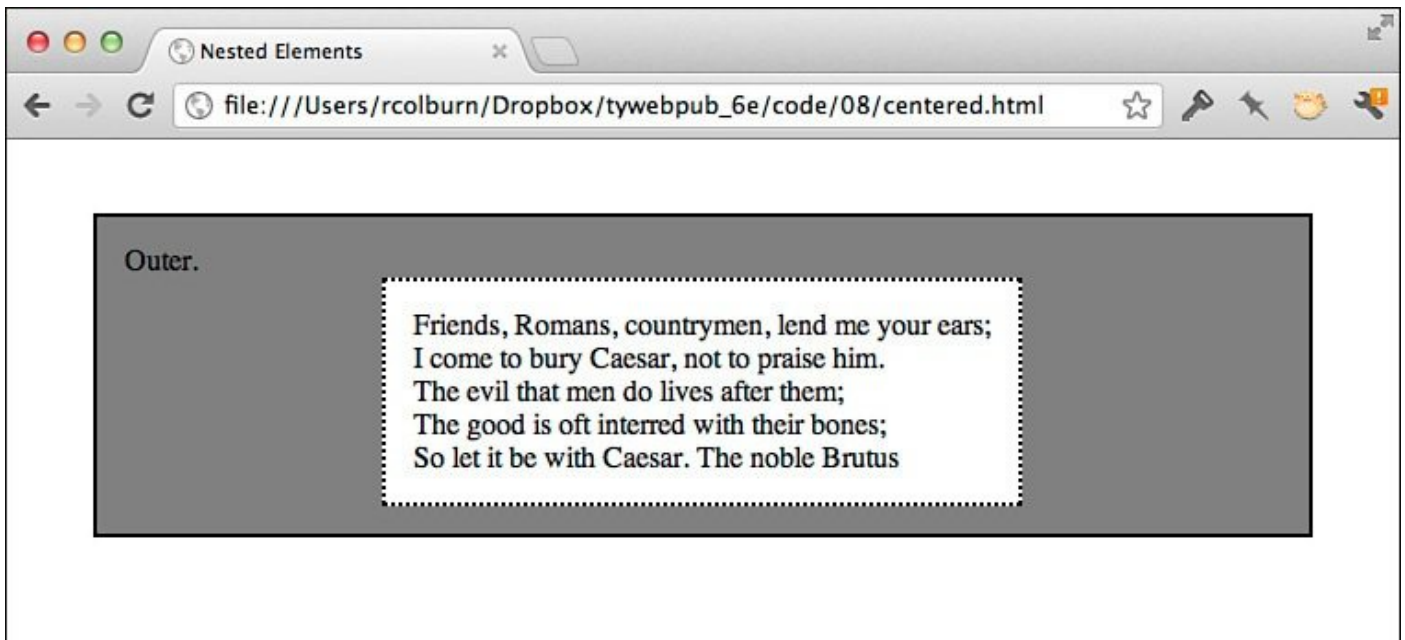 Nested Elements
file:///Users/rcolburn/Dropbox/tywebpub_6e/code/08/centered.html
Outer.
Friends, Romans, countrymen, lend me your ears;
I come to bury Caesar, not to praise him.
The evil that men do lives after them;
The good is oft interred with their bones;
So let it be with Caesar. The noble Brutus